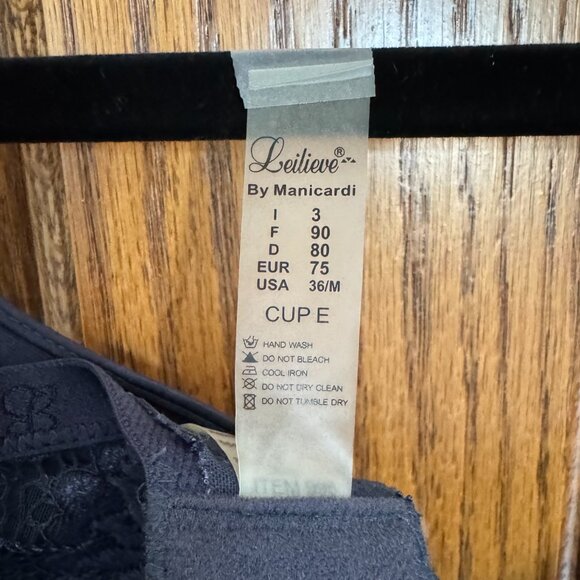 Leilieve®
By Manicardi
I 3
F 90
D 80
EUR 75
USA 36/M
CUP E
HAND WASH
DO NOT BLEACH
COOL IRON
DO NOT DRY CLEAN
DO NOT TUMBLE DRY